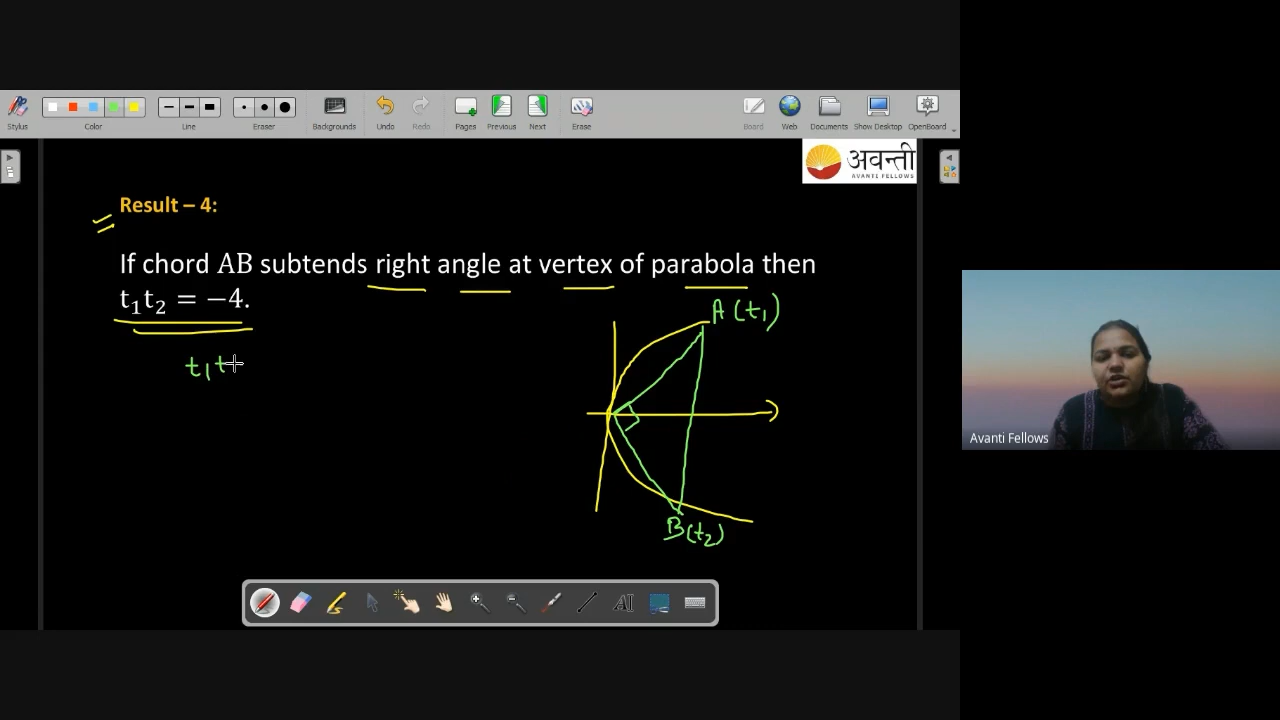 Stylus
Color
Line
Eraser
Backgrounds
Undo
Redo
Pages
Previous
Next
Erase
Board
Web
Documents
Show Desktop
OpenBoard
अवन्ती
AVANTI FELLOWS
Result – 4:
If chord AB subtends right angle at vertex of parabola then
t₁t₂ = −4.
A (t₁)
t₁t
B(t₂)
Avanti Fellows
AI